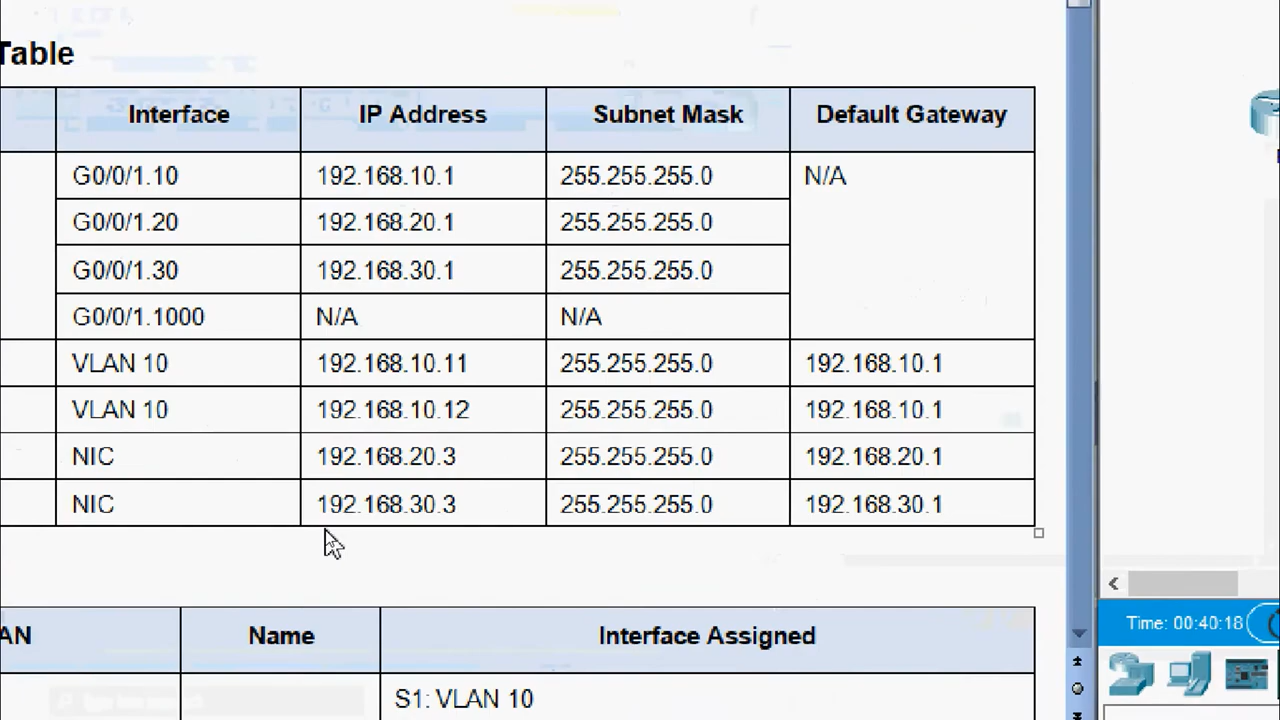 Table
Interface IP Address Subnet Mask Default Gateway
G0/0/1.10 192.168.10.1 255.255.255.0 N/A
G0/0/1.20 192.168.20.1 255.255.255.0
G0/0/1.30 192.168.30.1 255.255.255.0
G0/0/1.1000 N/A N/A
VLAN 10 192.168.10.11 255.255.255.0 192.168.10.1
VLAN 10 192.168.10.12 255.255.255.0 192.168.10.1
NIC 192.168.20.3 255.255.255.0 192.168.20.1
NIC 192.168.30.3 255.255.255.0 192.168.30.1
AN Name Interface Assigned
S1: VLAN 10
Time: 00:40:18